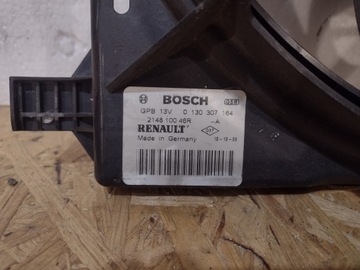 BOSCH
GPB 13V 0 130 307 164
2148 100 46R -A
RENAULT
Made in Germany